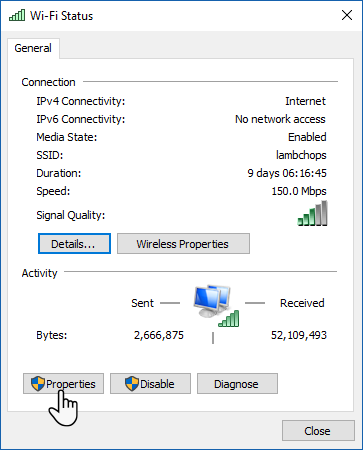 Wi-Fi Status
General
Connection
IPv4 Connectivity: Internet
IPv6 Connectivity: No network access
Media State: Enabled
SSID: lambchops
Duration: 9 days 06:16:45
Speed: 150.0 Mbps
Signal Quality:
Details... Wireless Properties
Activity
Sent Received
Bytes: 2,666,875 52,109,493
Properties Disable Diagnose
Close